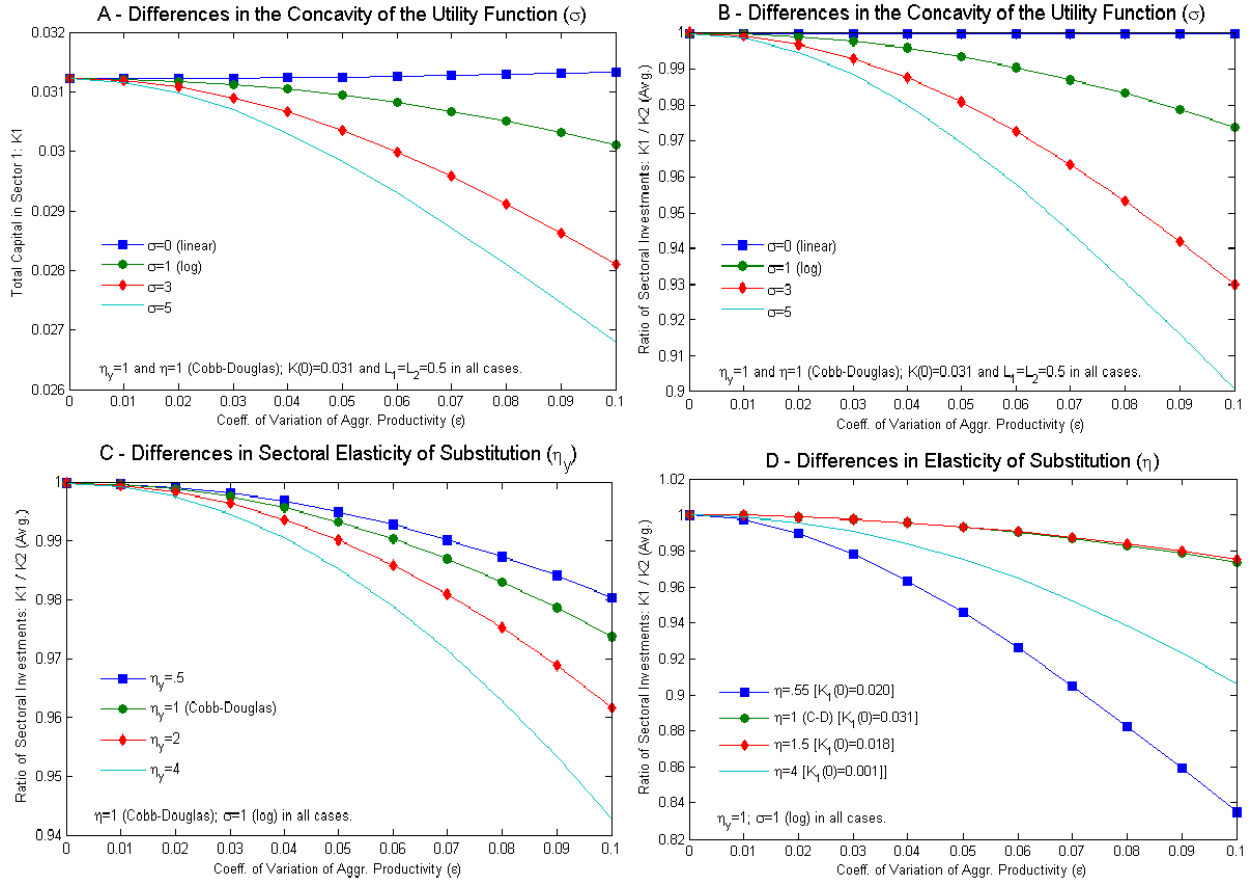 A - Differences in the Concavity of the Utility Function (σ)
0.032
0.031
0.03
0.029
0.028
0.027
0.026
Total Capital in Sector 1: K1
σ=0 (linear)
σ=1 (log)
σ=3
σ=5
η_y=1 and η=1 (Cobb-Douglas); K(0)=0.031 and L_1=L_2=0.5 in all cases.
0 0.01 0.02 0.03 0.04 0.05 0.06 0.07 0.08 0.09 0.1
Coeff. of Variation of Aggr. Productivity (ε)
B - Differences in the Concavity of the Utility Function (σ)
1
0.99
0.98
0.97
0.96
0.95
0.94
0.93
0.92
0.91
0.9
Ratio of Sectoral Investments: K1 / K2 (Avg.)
σ=0 (linear)
σ=1 (log)
σ=3
σ=5
η_y=1 and η=1 (Cobb-Douglas); K(0)=0.031 and L_1=L_2=0.5 in all cases.
0 0.01 0.02 0.03 0.04 0.05 0.06 0.07 0.08 0.09 0.1
Coeff. of Variation of Aggr. Productivity (ε)
C - Differences in Sectoral Elasticity of Substitution (η_y)
1
0.99
0.98
0.97
0.96
0.95
0.94
Ratio of Sectoral Investments: K1 / K2 (Avg.)
η_y=.5
η_y=1 (Cobb-Douglas)
η_y=2
η_y=4
η=1 (Cobb-Douglas); σ=1 (log) in all cases.
0 0.01 0.02 0.03 0.04 0.05 0.06 0.07 0.08 0.09 0.1
Coeff. of Variation of Aggr. Productivity (ε)
D - Differences in Elasticity of Substitution (η)
1.02
1
0.98
0.96
0.94
0.92
0.9
0.88
0.86
0.84
0.82
Ratio of Sectoral Investments: K1 / K2 (Avg.)
η=.55 [K_1(0)=0.020]
η=1 (C-D) [K_1(0)=0.031]
η=1.5 [K_1(0)=0.018]
η=4 [K_1(0)=0.001]]
η_y=1; σ=1 (log) in all cases.
0 0.01 0.02 0.03 0.04 0.05 0.06 0.07 0.08 0.09 0.1
Coeff. of Variation of Aggr. Productivity (ε)